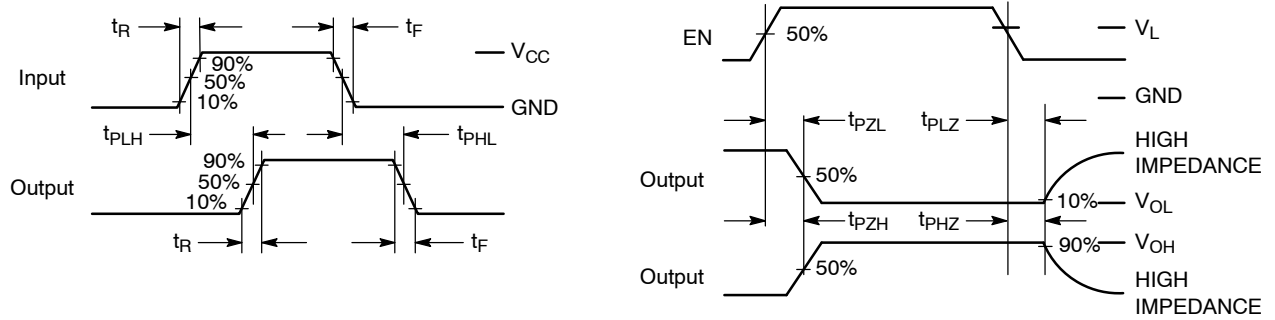 tR
tF
VCC
Input
90%
50%
10%
GND
tPLH
tPHL
Output
90%
50%
10%
tR
tF
EN
50%
VL
GND
tPZL
tPLZ
HIGH
IMPEDANCE
Output
50%
10%
VOL
tPZH
tPHZ
90%
VOH
Output
50%
HIGH
IMPEDANCE